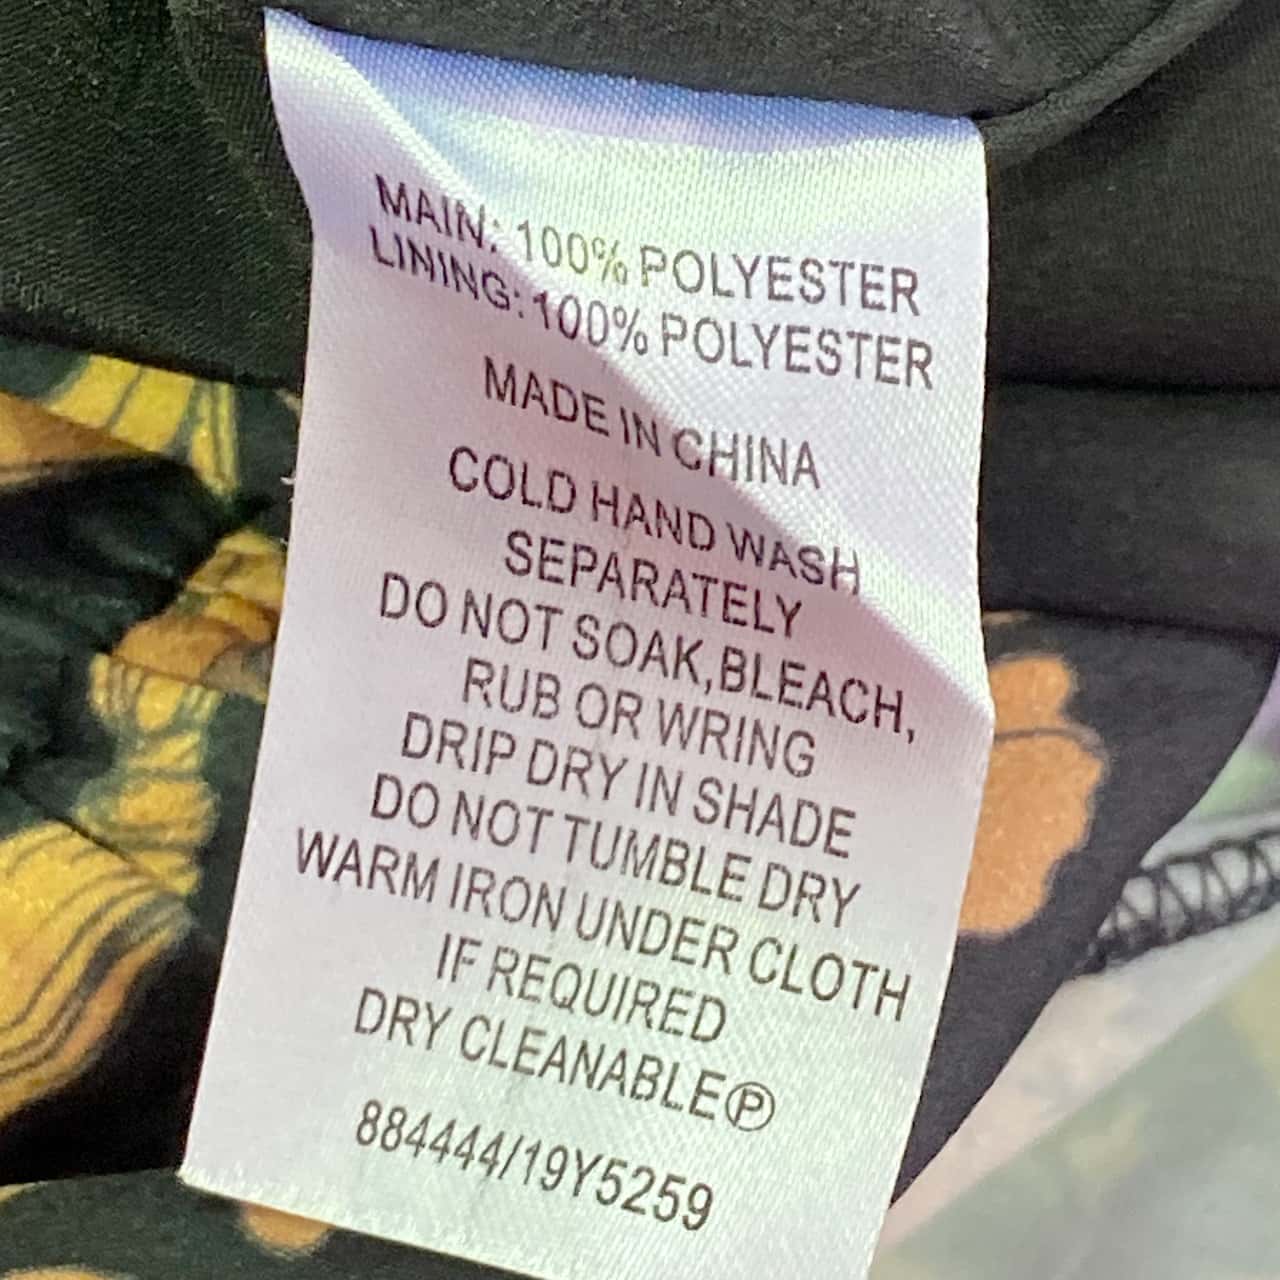 MAIN: 100% POLYESTER
LINING: 100% POLYESTER
MADE IN CHINA
COLD HAND WASH
SEPARATELY
DO NOT SOAK,BLEACH,
RUB OR WRING
DRIP DRY IN SHADE
DO NOT TUMBLE DRY
WARM IRON UNDER CLOTH
IF REQUIRED
DRY CLEANABLEⓅ
884444/19Y5259